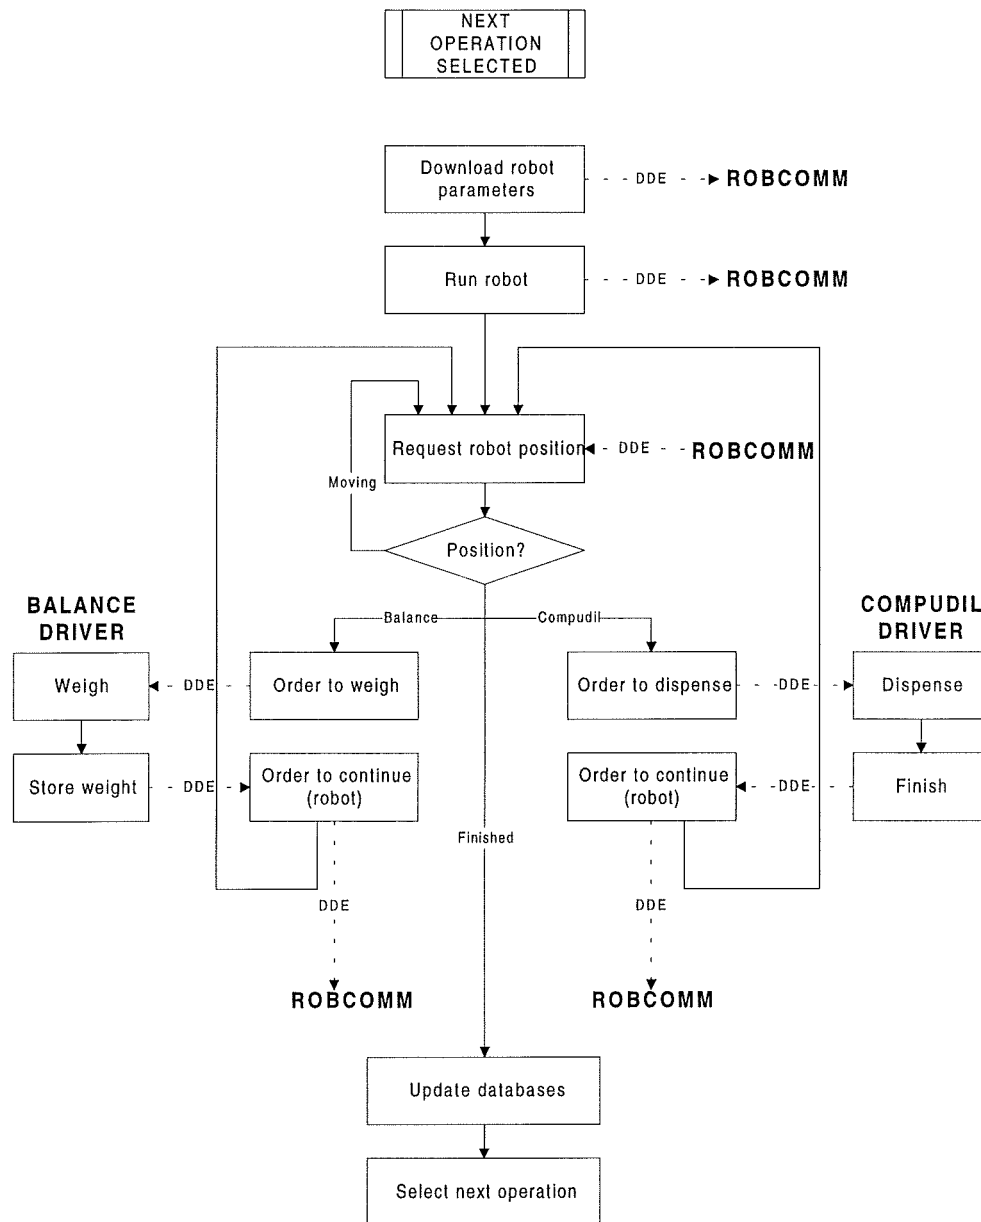 NEXT
OPERATION
SELECTED
Download robot
parameters
DDE
ROBCOMM
Run robot
DDE
ROBCOMM
Request robot position
DDE
ROBCOMM
Moving
Position?
Balance
Compudil
BALANCE
DRIVER
COMPUDIL
DRIVER
Weigh
DDE
Order to weigh
Order to dispense
DDE
Dispense
Store weight
DDE
Order to continue
(robot)
Order to continue
(robot)
DDE
Finish
Finished
DDE
DDE
ROBCOMM
ROBCOMM
Update databases
Select next operation